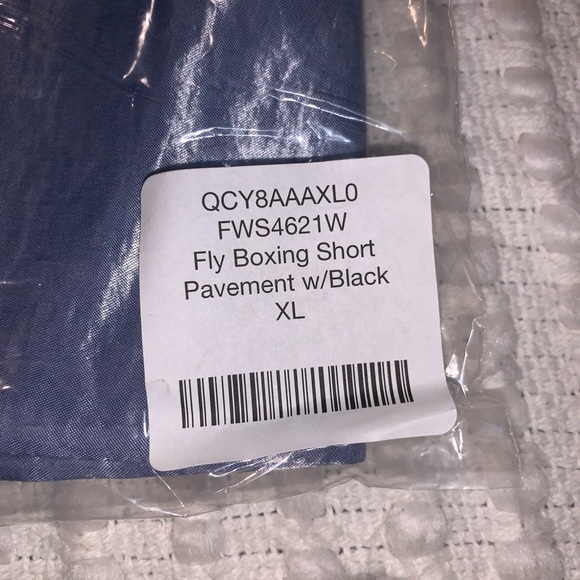 QCY8AAAXL0
FWS4621W
Fly Boxing Short
Pavement w/Black
XL